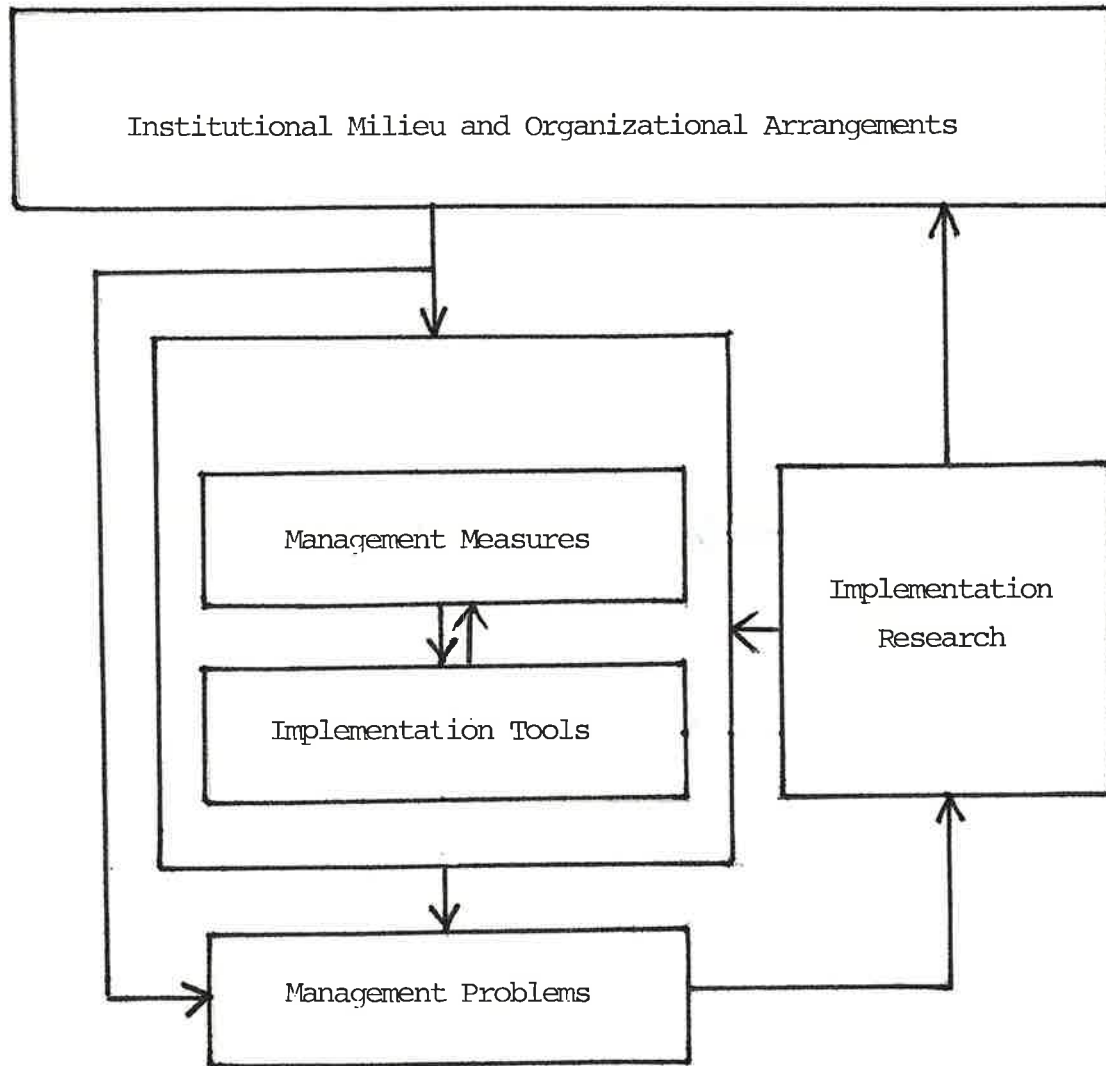 Institutional Milieu and Organizational Arrangements
Management Measures
Implementation
Research
Implementation Tools
Management Problems